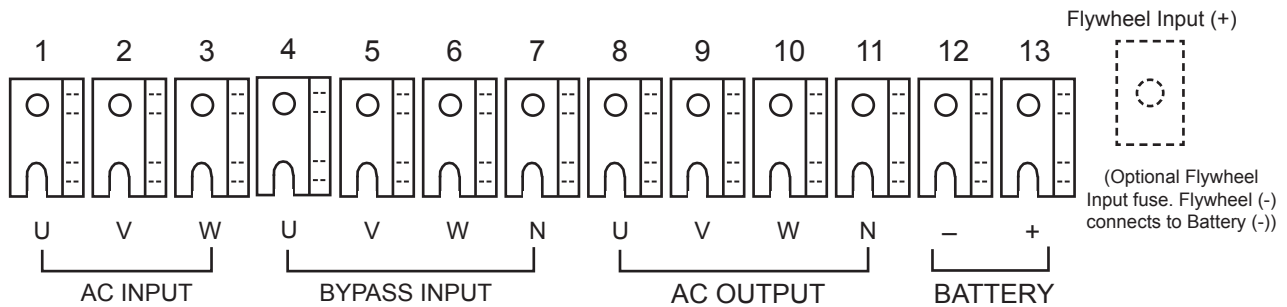 Flywheel Input (+)
1 2 3 4 5 6 7 8 9 10 11 12 13
(Optional Flywheel
Input fuse. Flywheel (-)
connects to Battery (-))
U V W U V W N U V W N – +
AC INPUT BYPASS INPUT AC OUTPUT BATTERY